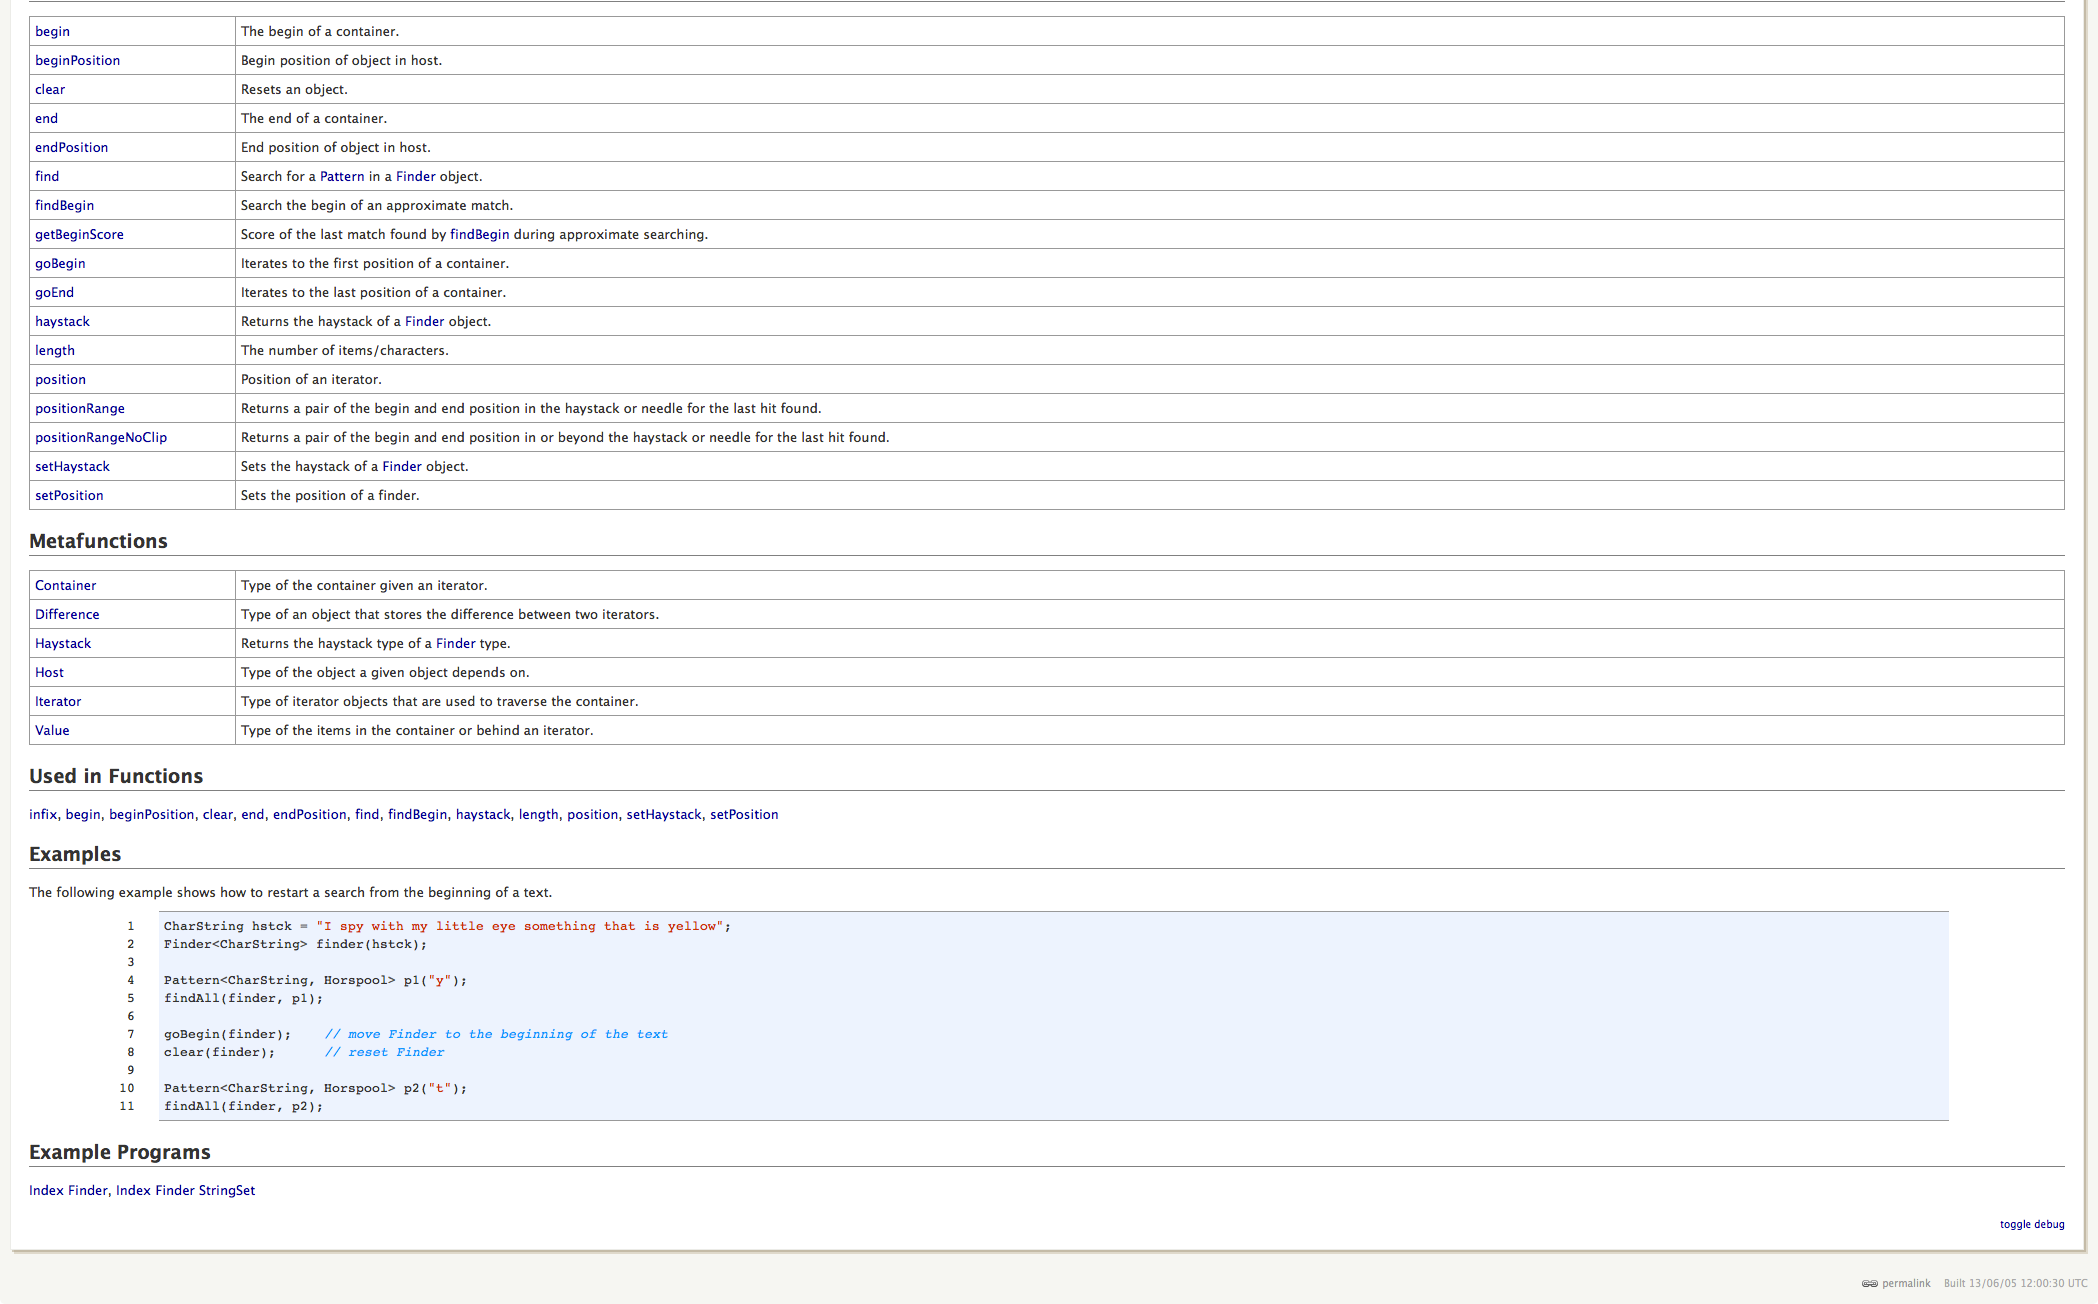 begin The begin of a container.
beginPosition Begin position of object in host.
clear Resets an object.
end The end of a container.
endPosition End position of object in host.
find Search for a Pattern in a Finder object.
findBegin Search the begin of an approximate match.
getBeginScore Score of the last match found by findBegin during approximate searching.
goBegin Iterates to the first position of a container.
goEnd Iterates to the last position of a container.
haystack Returns the haystack of a Finder object.
length The number of items/characters.
position Position of an iterator.
positionRange Returns a pair of the begin and end position in the haystack or needle for the last hit found.
positionRangeNoClip Returns a pair of the begin and end position in or beyond the haystack or needle for the last hit found.
setHaystack Sets the haystack of a Finder object.
setPosition Sets the position of a finder.
Metafunctions
Container Type of the container given an iterator.
Difference Type of an object that stores the difference between two iterators.
Haystack Returns the haystack type of a Finder type.
Host Type of the object a given object depends on.
Iterator Type of iterator objects that are used to traverse the container.
Value Type of the items in the container or behind an iterator.
Used in Functions
infix, begin, beginPosition, clear, end, endPosition, find, findBegin, haystack, length, position, setHaystack, setPosition
Examples
The following example shows how to restart a search from the beginning of a text.
1 CharString hstck = "I spy with my little eye something that is yellow";
2 Finder<CharString> finder(hstck);
3
4 Pattern<CharString, Horspool> p1("y");
5 findAll(finder, p1);
6
7 goBegin(finder); // move Finder to the beginning of the text
8 clear(finder); // reset Finder
9
10 Pattern<CharString, Horspool> p2("t");
11 findAll(finder, p2);
Example Programs
Index Finder, Index Finder StringSet
toggle debug
permalink Built 13/06/05 12:00:30 UTC